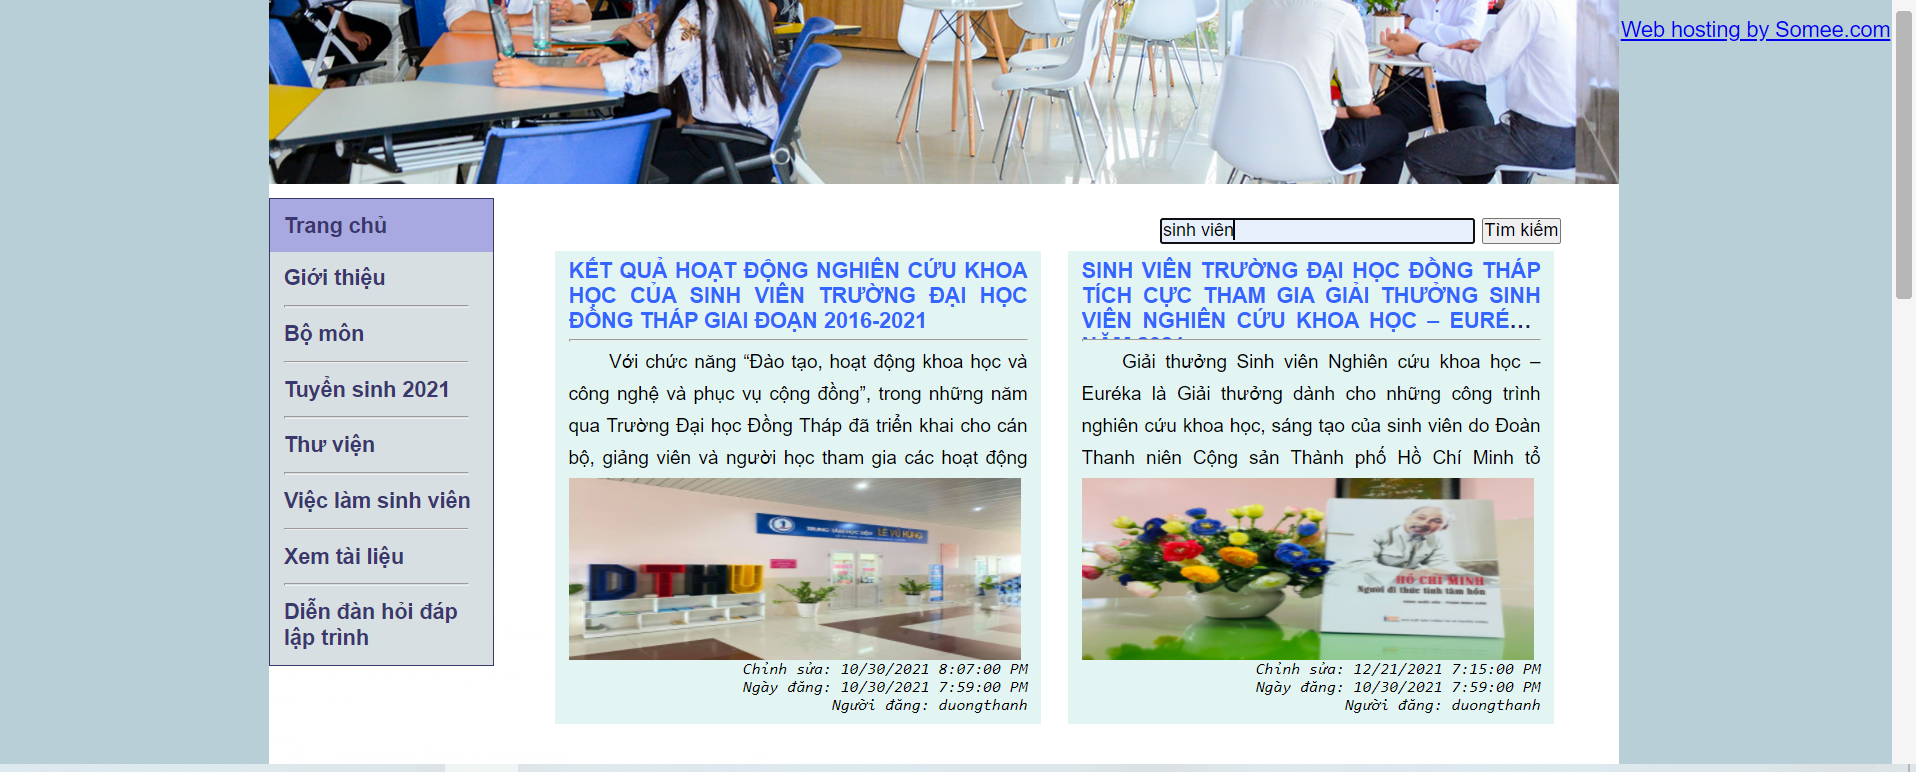 Web hosting by Somee.com
Trang chủ
Giới thiệu
Bộ môn
Tuyển sinh 2021
Thư viện
Việc làm sinh viên
Xem tài liệu
Diễn đàn hỏi đáp
lập trình
sinh viên
Tìm kiếm
KẾT QUẢ HOẠT ĐỘNG NGHIÊN CỨU KHOA
HỌC CỦA SINH VIÊN TRƯỜNG ĐẠI HỌC
ĐỒNG THÁP GIAI ĐOẠN 2016-2021
Với chức năng “Đào tạo, hoạt động khoa học và
công nghệ và phục vụ cộng đồng”, trong những năm
qua Trường Đại học Đồng Tháp đã triển khai cho cán
bộ, giảng viên và người học tham gia các hoạt động
TRUNG TÂM HỌC LIỆU LÊ VŨ HÙNG
DTHU
Chỉnh sửa: 10/30/2021 8:07:00 PM
Ngày đăng: 10/30/2021 7:59:00 PM
Người đăng: duongthanh
SINH VIÊN TRƯỜNG ĐẠI HỌC ĐỒNG THÁP
TÍCH CỰC THAM GIA GIẢI THƯỞNG SINH
VIÊN NGHIÊN CỨU KHOA HỌC – EURÉ...
Giải thưởng Sinh viên Nghiên cứu khoa học –
Euréka là Giải thưởng dành cho những công trình
nghiên cứu khoa học, sáng tạo của sinh viên do Đoàn
Thanh niên Cộng sản Thành phố Hồ Chí Minh tổ
HỒ CHÍ MINH
Người đi thức tỉnh tâm hồn
Chỉnh sửa: 12/21/2021 7:15:00 PM
Ngày đăng: 10/30/2021 7:59:00 PM
Người đăng: duongthanh